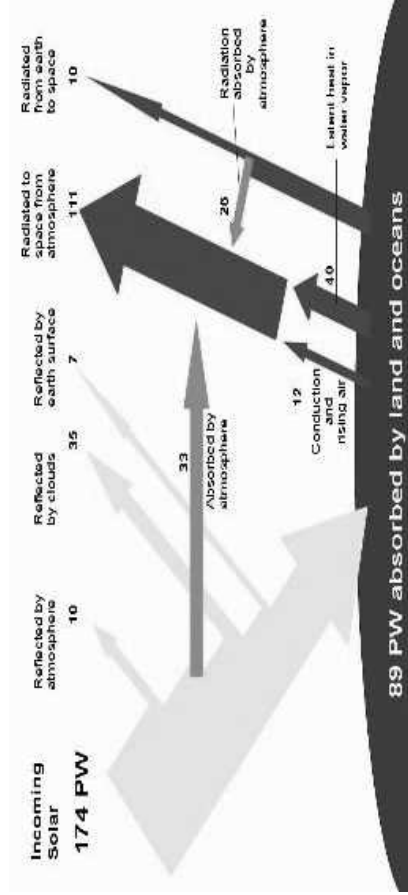 Incoming
Solar
174 PW
Reflected by
atmosphere
10
Reflected
by clouds
35
Reflected by
earth surface
7
Radiated to
space from
atmosphere
111
Radiated
from earth
to space
10
Radiation
absorbed
by
atmosphere
26
33
Absorbed by
atmosphere
12
Conduction
and
rising air
40
Latent heat in
water vapor
89 PW absorbed by land and oceans